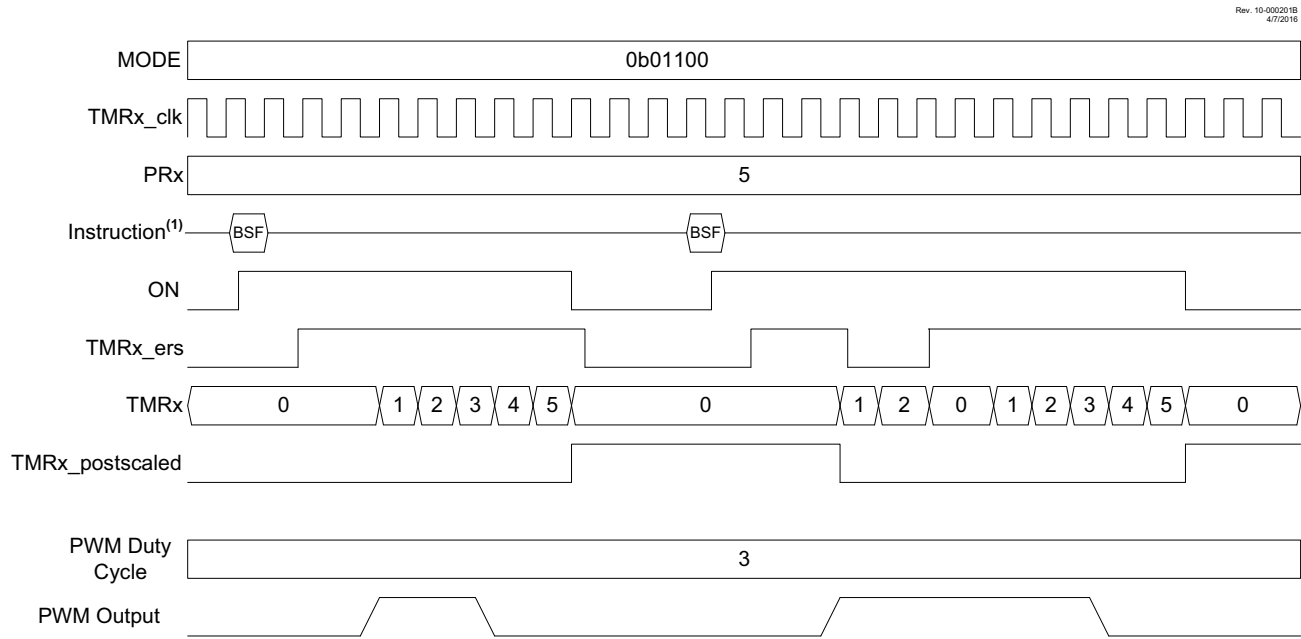 Rev. 10-000201B
4/7/2016
MODE 0b01100
TMRx_clk
PRx 5
Instruction(1) BSF BSF
ON
TMRx_ers
TMRx 0 1 2 3 4 5 0 1 2 0 1 2 3 4 5 0
TMRx_postscaled
PWM Duty
Cycle 3
PWM Output